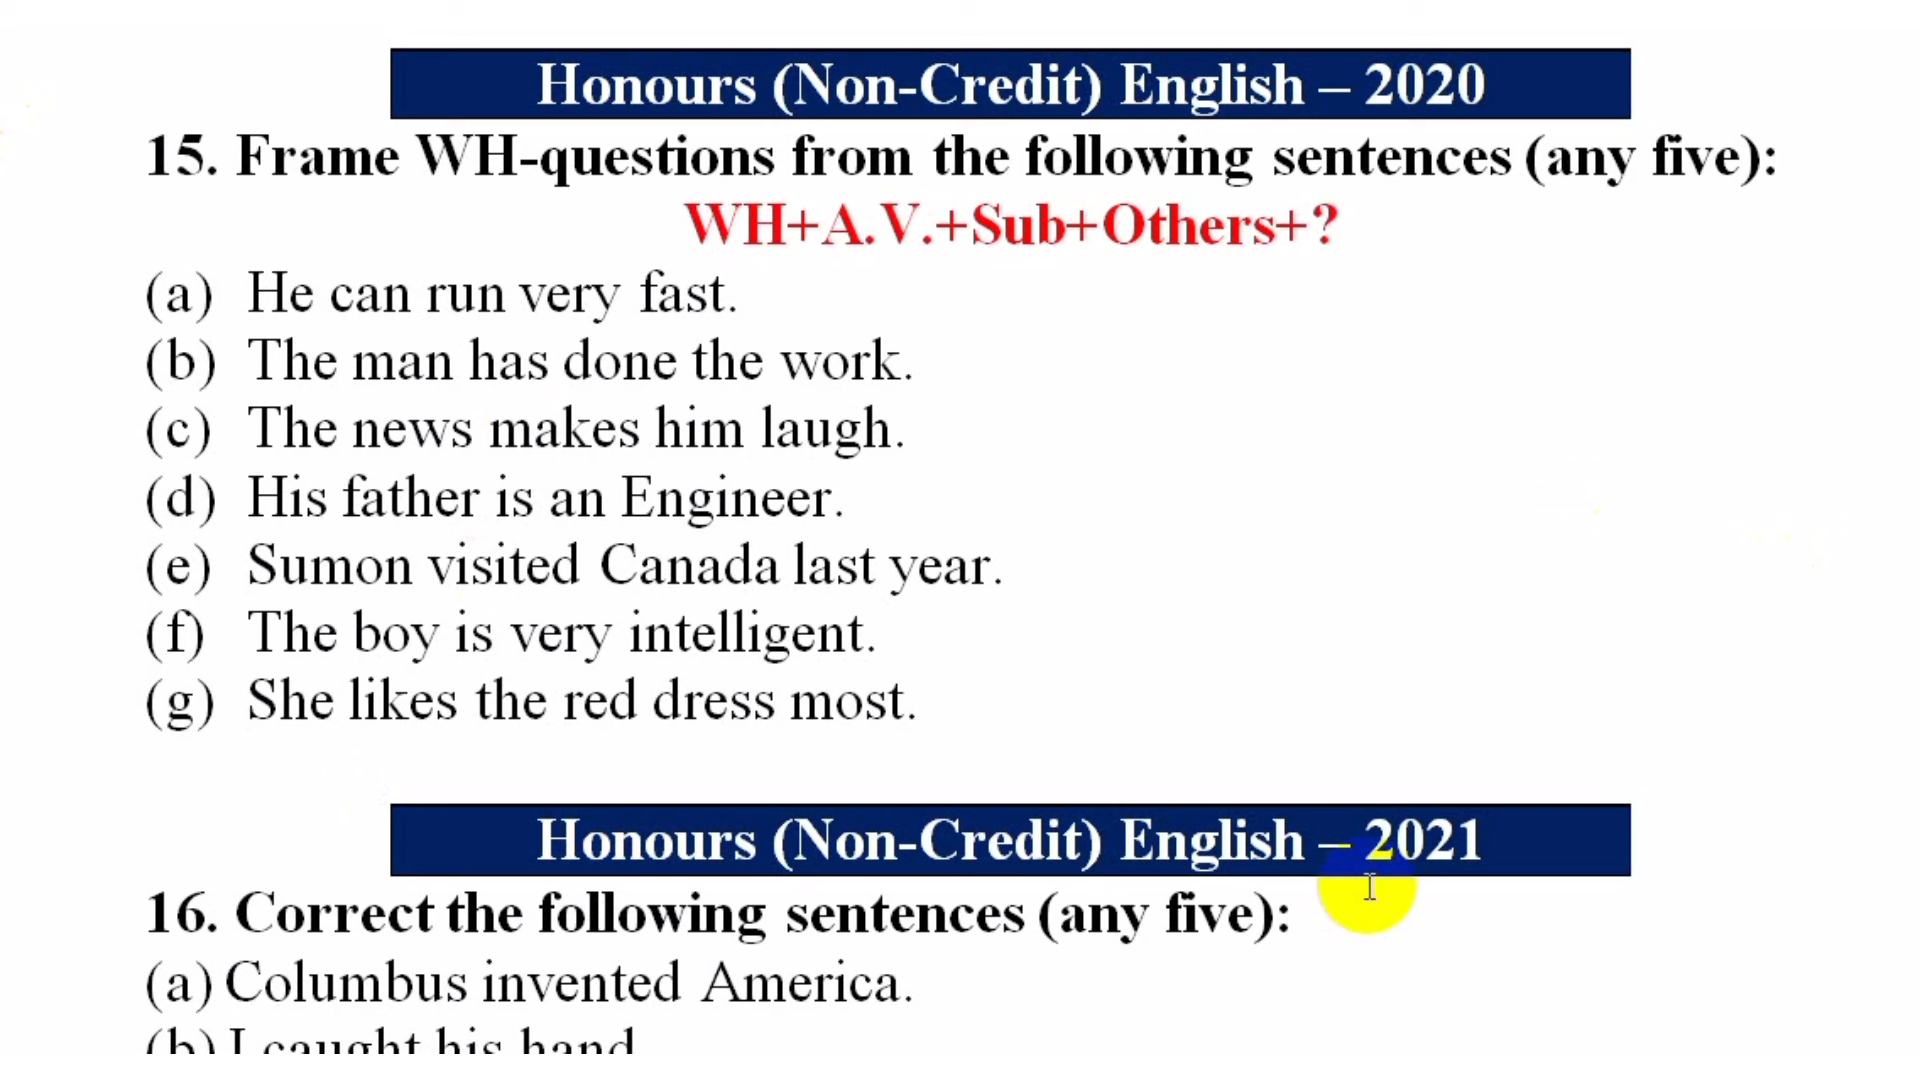 Honours (Non-Credit) English – 2020
15. Frame WH-questions from the following sentences (any five):
WH+A.V.+Sub+Others+?
(a) He can run very fast.
(b) The man has done the work.
(c) The news makes him laugh.
(d) His father is an Engineer.
(e) Sumon visited Canada last year.
(f) The boy is very intelligent.
(g) She likes the red dress most.
Honours (Non-Credit) English – 2021
16. Correct the following sentences (any five):
(a) Columbus invented America.
(b) I caught his hand